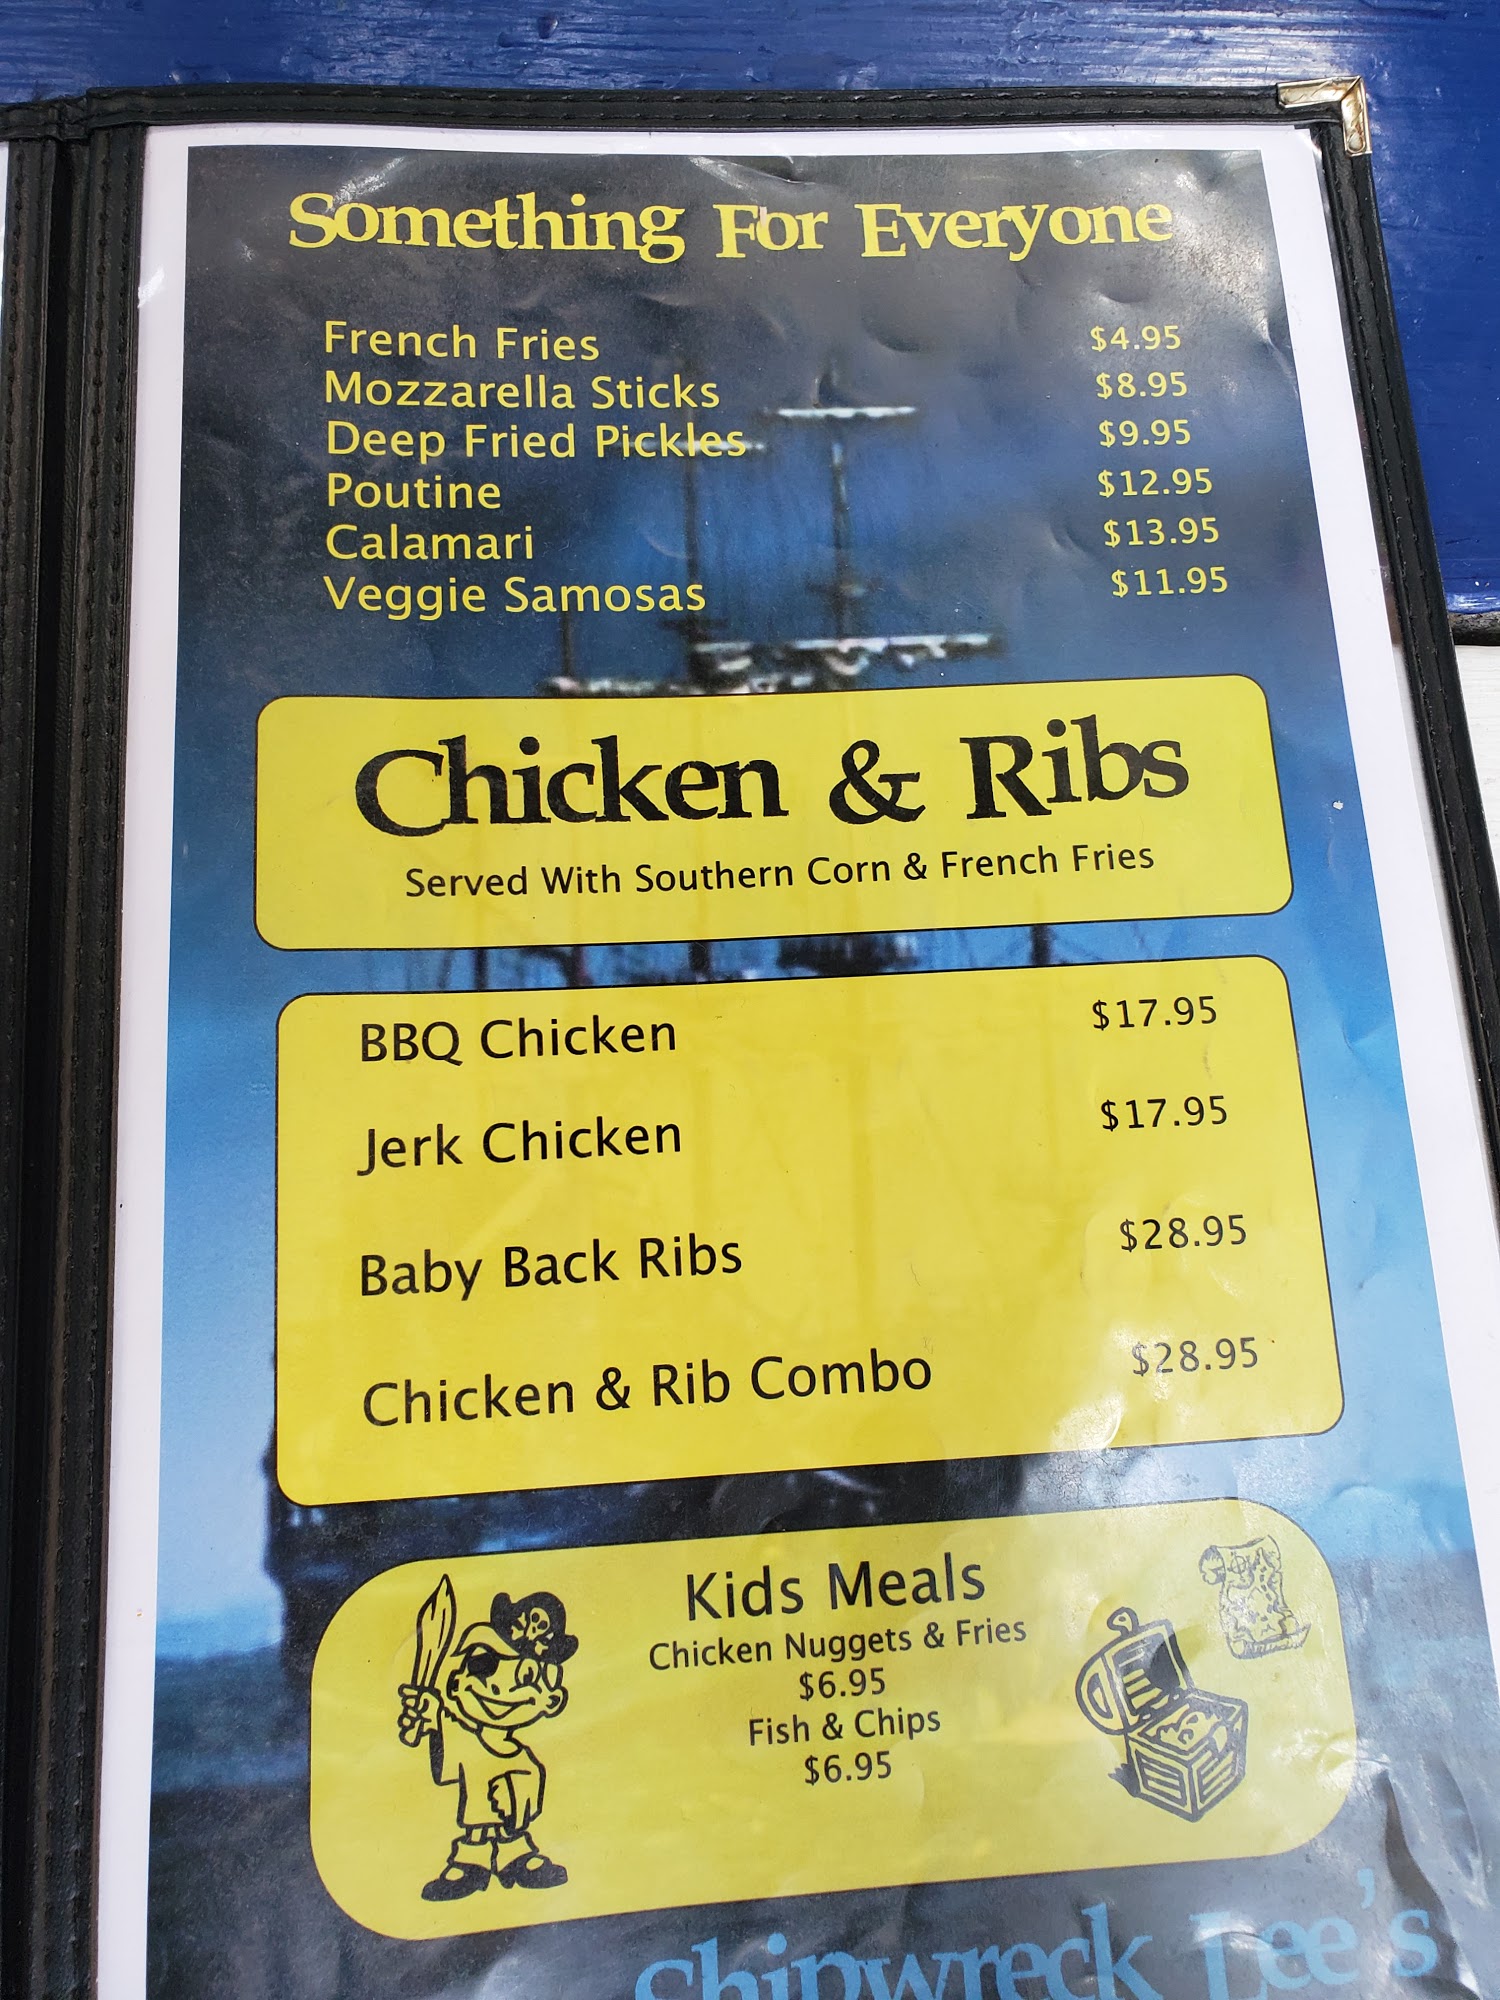 Something For Everyone
French Fries $4.95
Mozzarella Sticks $8.95
Deep Fried Pickles $9.95
Poutine $12.95
Calamari $13.95
Veggie Samosas $11.95
Chicken & Ribs
Served With Southern Corn & French Fries
BBQ Chicken $17.95
Jerk Chicken $17.95
Baby Back Ribs $28.95
Chicken & Rib Combo $28.95
Kids Meals
Chicken Nuggets & Fries
$6.95
Fish & Chips
$6.95
Shipwreck Lee's